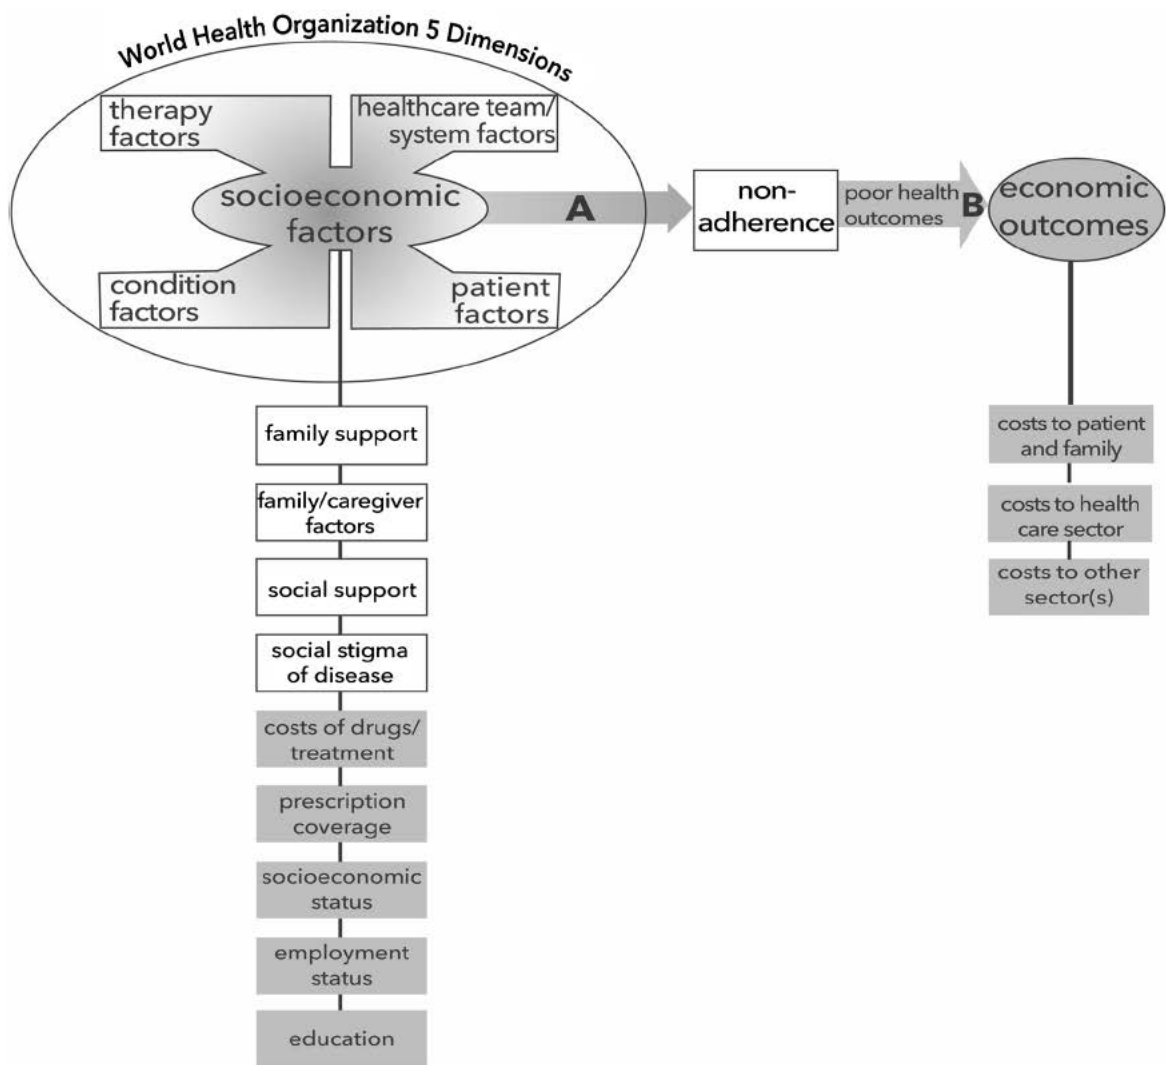 World Health Organization 5 Dimensions
therapy
factors
healthcare team/
system factors
socioeconomic
factors
condition
factors
patient
factors
A
non-
adherence
poor health
outcomes
B
economic
outcomes
family support
family/caregiver
factors
social support
social stigma
of disease
costs of drugs/
treatment
prescription
coverage
socioeconomic
status
employment
status
education
costs to patient
and family
costs to health
care sector
costs to other
sector(s)